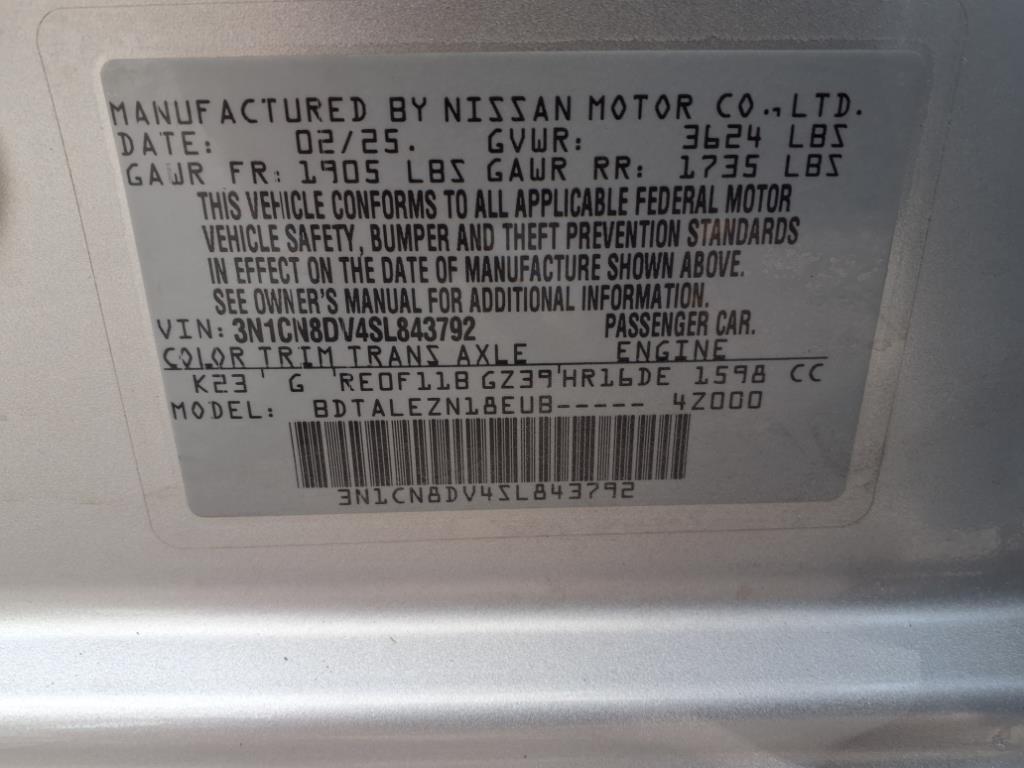 MANUFACTURED BY NISSAN MOTOR CO., LTD.
DATE: 02/25. GVWR: 3624 LBS
GAWR FR: 1905 LBS GAWR RR: 1735 LBS
THIS VEHICLE CONFORMS TO ALL APPLICABLE FEDERAL MOTOR
VEHICLE SAFETY, BUMPER AND THEFT PREVENTION STANDARDS
IN EFFECT ON THE DATE OF MANUFACTURE SHOWN ABOVE.
SEE OWNER'S MANUAL FOR ADDITIONAL INFORMATION.
VIN: 3N1CN8DV4SL843792 PASSENGER CAR.
COLOR TRIM TRANS AXLE ENGINE
K23 G RE0F11B GZ39 HR16DE 1598 CC
MODEL: BDTALEZN18EUB----- 4Z000
3N1CN8DV4SL843792